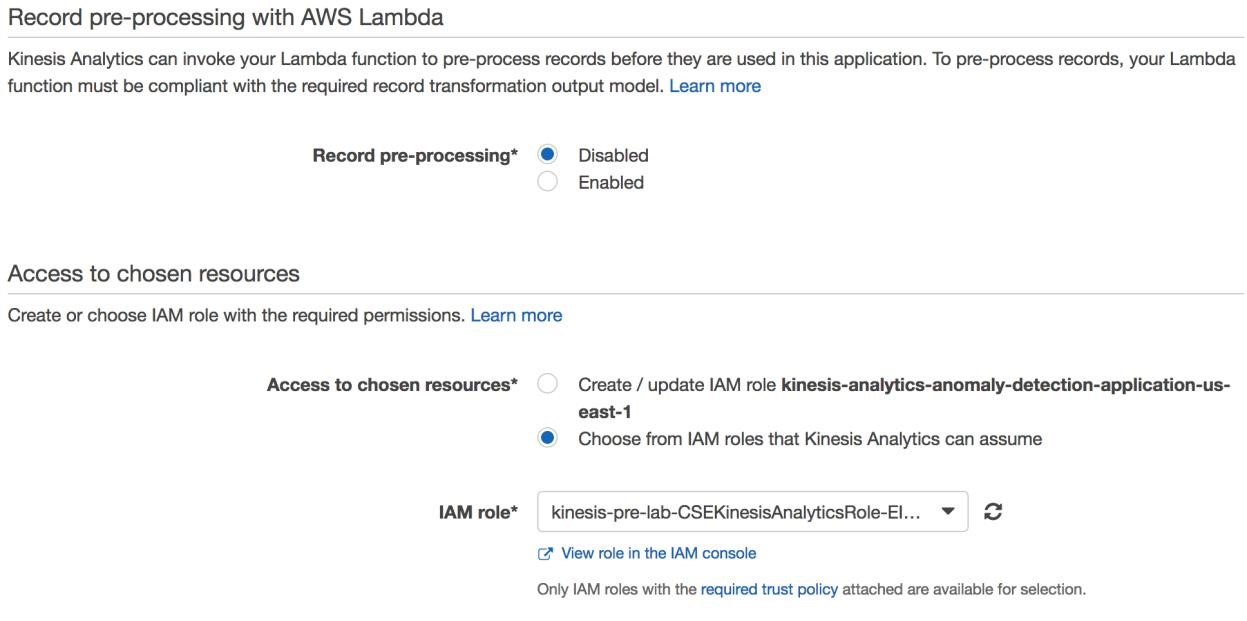 Record pre-processing with AWS Lambda
Kinesis Analytics can invoke your Lambda function to pre-process records before they are used in this application. To pre-process records, your Lambda
function must be compliant with the required record transformation output model. Learn more
Record pre-processing*
Disabled
Enabled
Access to chosen resources
Create or choose IAM role with the required permissions. Learn more
Access to chosen resources*
Create / update IAM role kinesis-analytics-anomaly-detection-application-us-
east-1
Choose from IAM roles that Kinesis Analytics can assume
IAM role*
kinesis-pre-lab-CSEKinesisAnalyticsRole-EI...
View role in the IAM console
Only IAM roles with the required trust policy attached are available for selection.